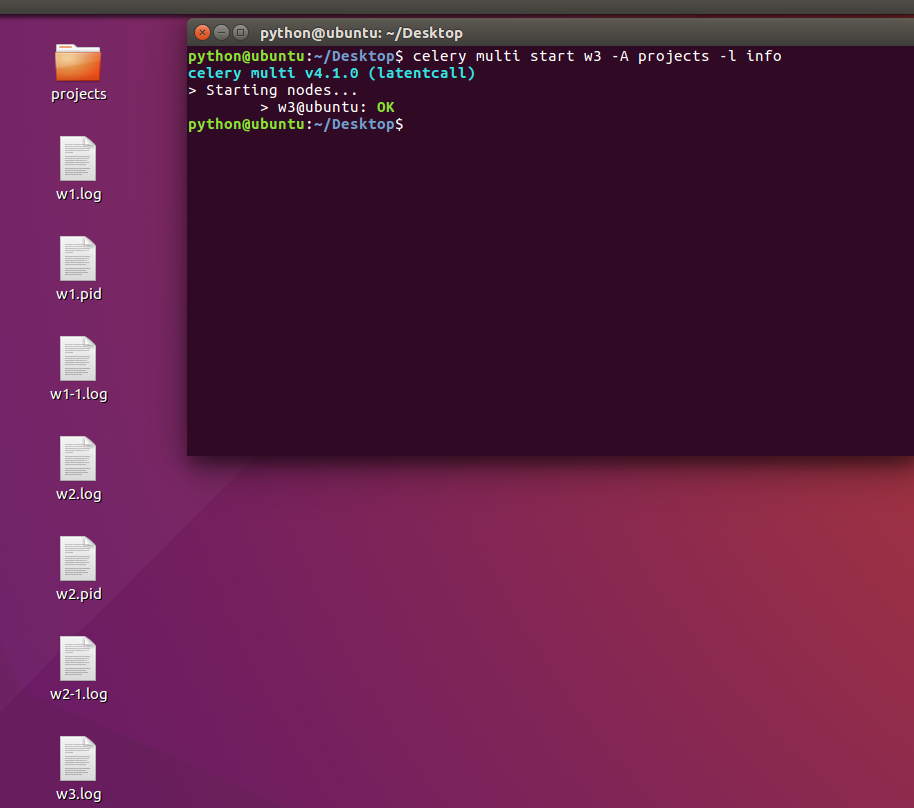 python@ubuntu: ~/Desktop
python@ubuntu:~/Desktop$ celery multi start w3 -A projects -l info
celery multi v4.1.0 (latentcall)
> Starting nodes...
> w3@ubuntu: OK
python@ubuntu:~/Desktop$
projects
w1.log
w1.pid
w1-1.log
w2.log
w2.pid
w2-1.log
w3.log